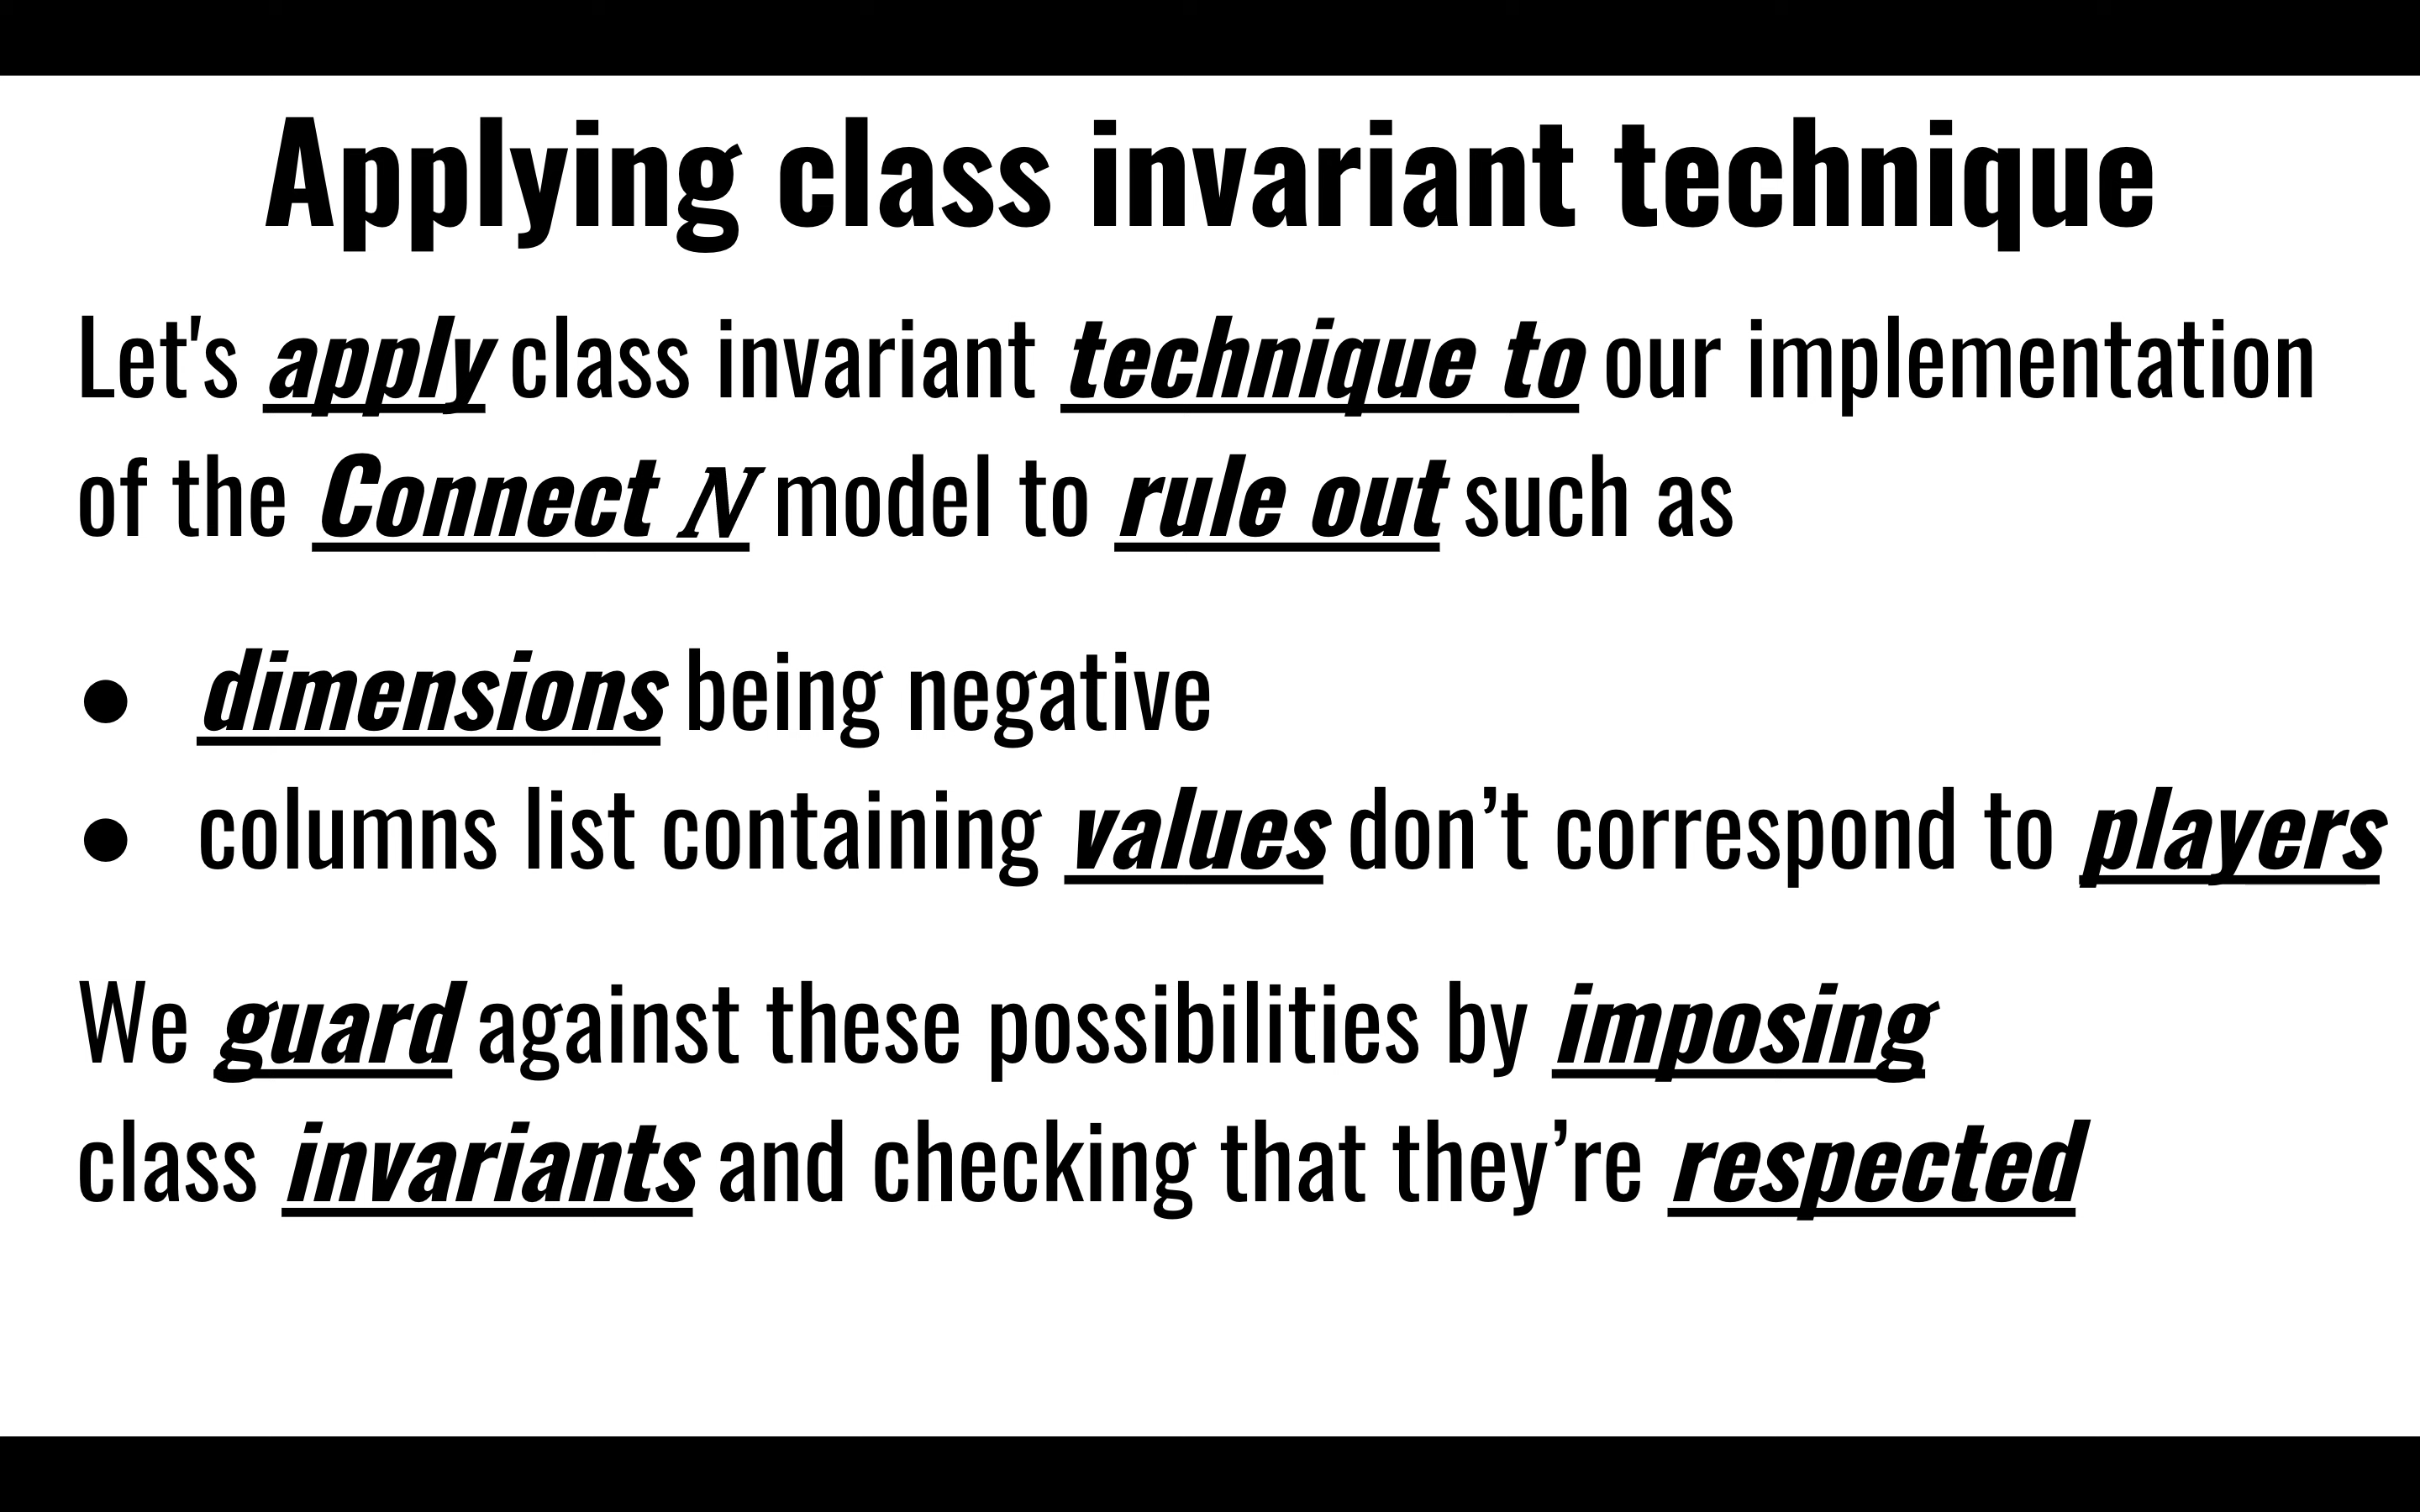 Applying class invariant technique
Let's apply class invariant technique to our implementation
of the Connect N model to rule out such as
● dimensions being negative
● columns list containing values don’t correspond to players
We guard against these possibilities by imposing
class invariants and checking that they’re respected